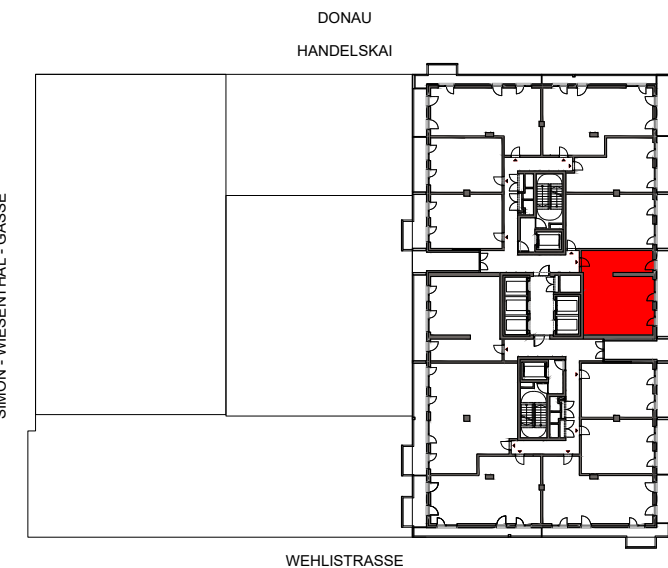 DONAU
HANDELSKAI
SIMON - WIESENTHAL - GASSE
WEHLISTRASSE